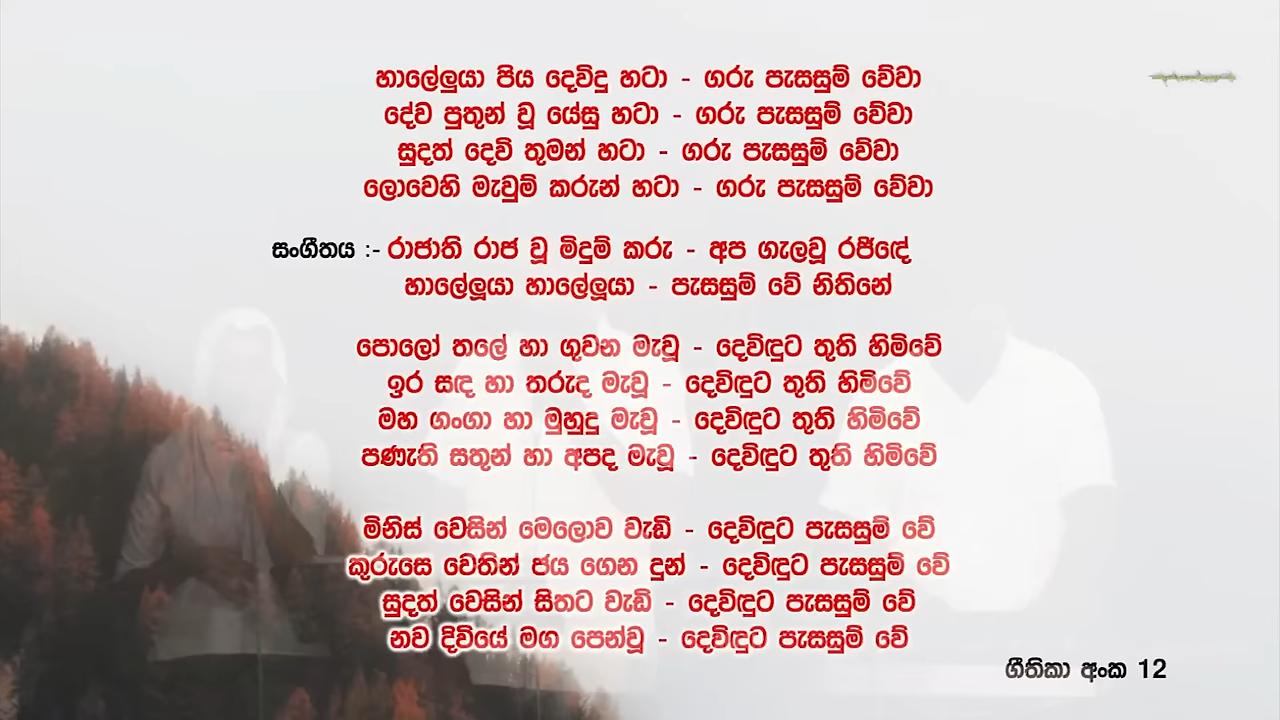 හාලේලුයා පිය දෙවිදු හටා - ගරු පැසසුම් වේවා
දේව පුතුන් වූ යේසු හටා - ගරු පැසසුම් වේවා
සුදත් දෙවි තුමන් හටා - ගරු පැසසුම් වේවා
ලොවෙහි මැවුම් කරුන් හටා - ගරු පැසසුම් වේවා
සංගීතය :- රාජාති රාජ වූ මිදුම් කරු - අප ගැලවූ රජිඳේ
හාලේලූයා හාලේලූයා - පැසසුම් වේ නිතිනේ
පොලෝ තලේ හා ගුවන මැවූ - දෙවිඳුට තුති හිමිවේ
ඉර සඳ හා තරුද මැවූ - දෙවිඳුට තුති හිමිවේ
මහ ගංගා හා මුහුදු මැවූ - දෙවිඳුට තුති හිමිවේ
පණැති සතුන් හා අපද මැවූ - දෙවිඳුට තුති හිමිවේ
මිනිස් වෙසින් මෙලොව වැඩි - දෙවිඳුට පැසසුම් වේ
කුරුසෙ වෙතින් ජය ගෙන දුන් - දෙවිඳුට පැසසුම් වේ
සුදත් වෙසින් සිතට වැඩි - දෙවිඳුට පැසසුම් වේ
නව දිවියේ මග පෙන්වූ - දෙවිඳුට පැසසුම් වේ
ගීතිකා අංක 12